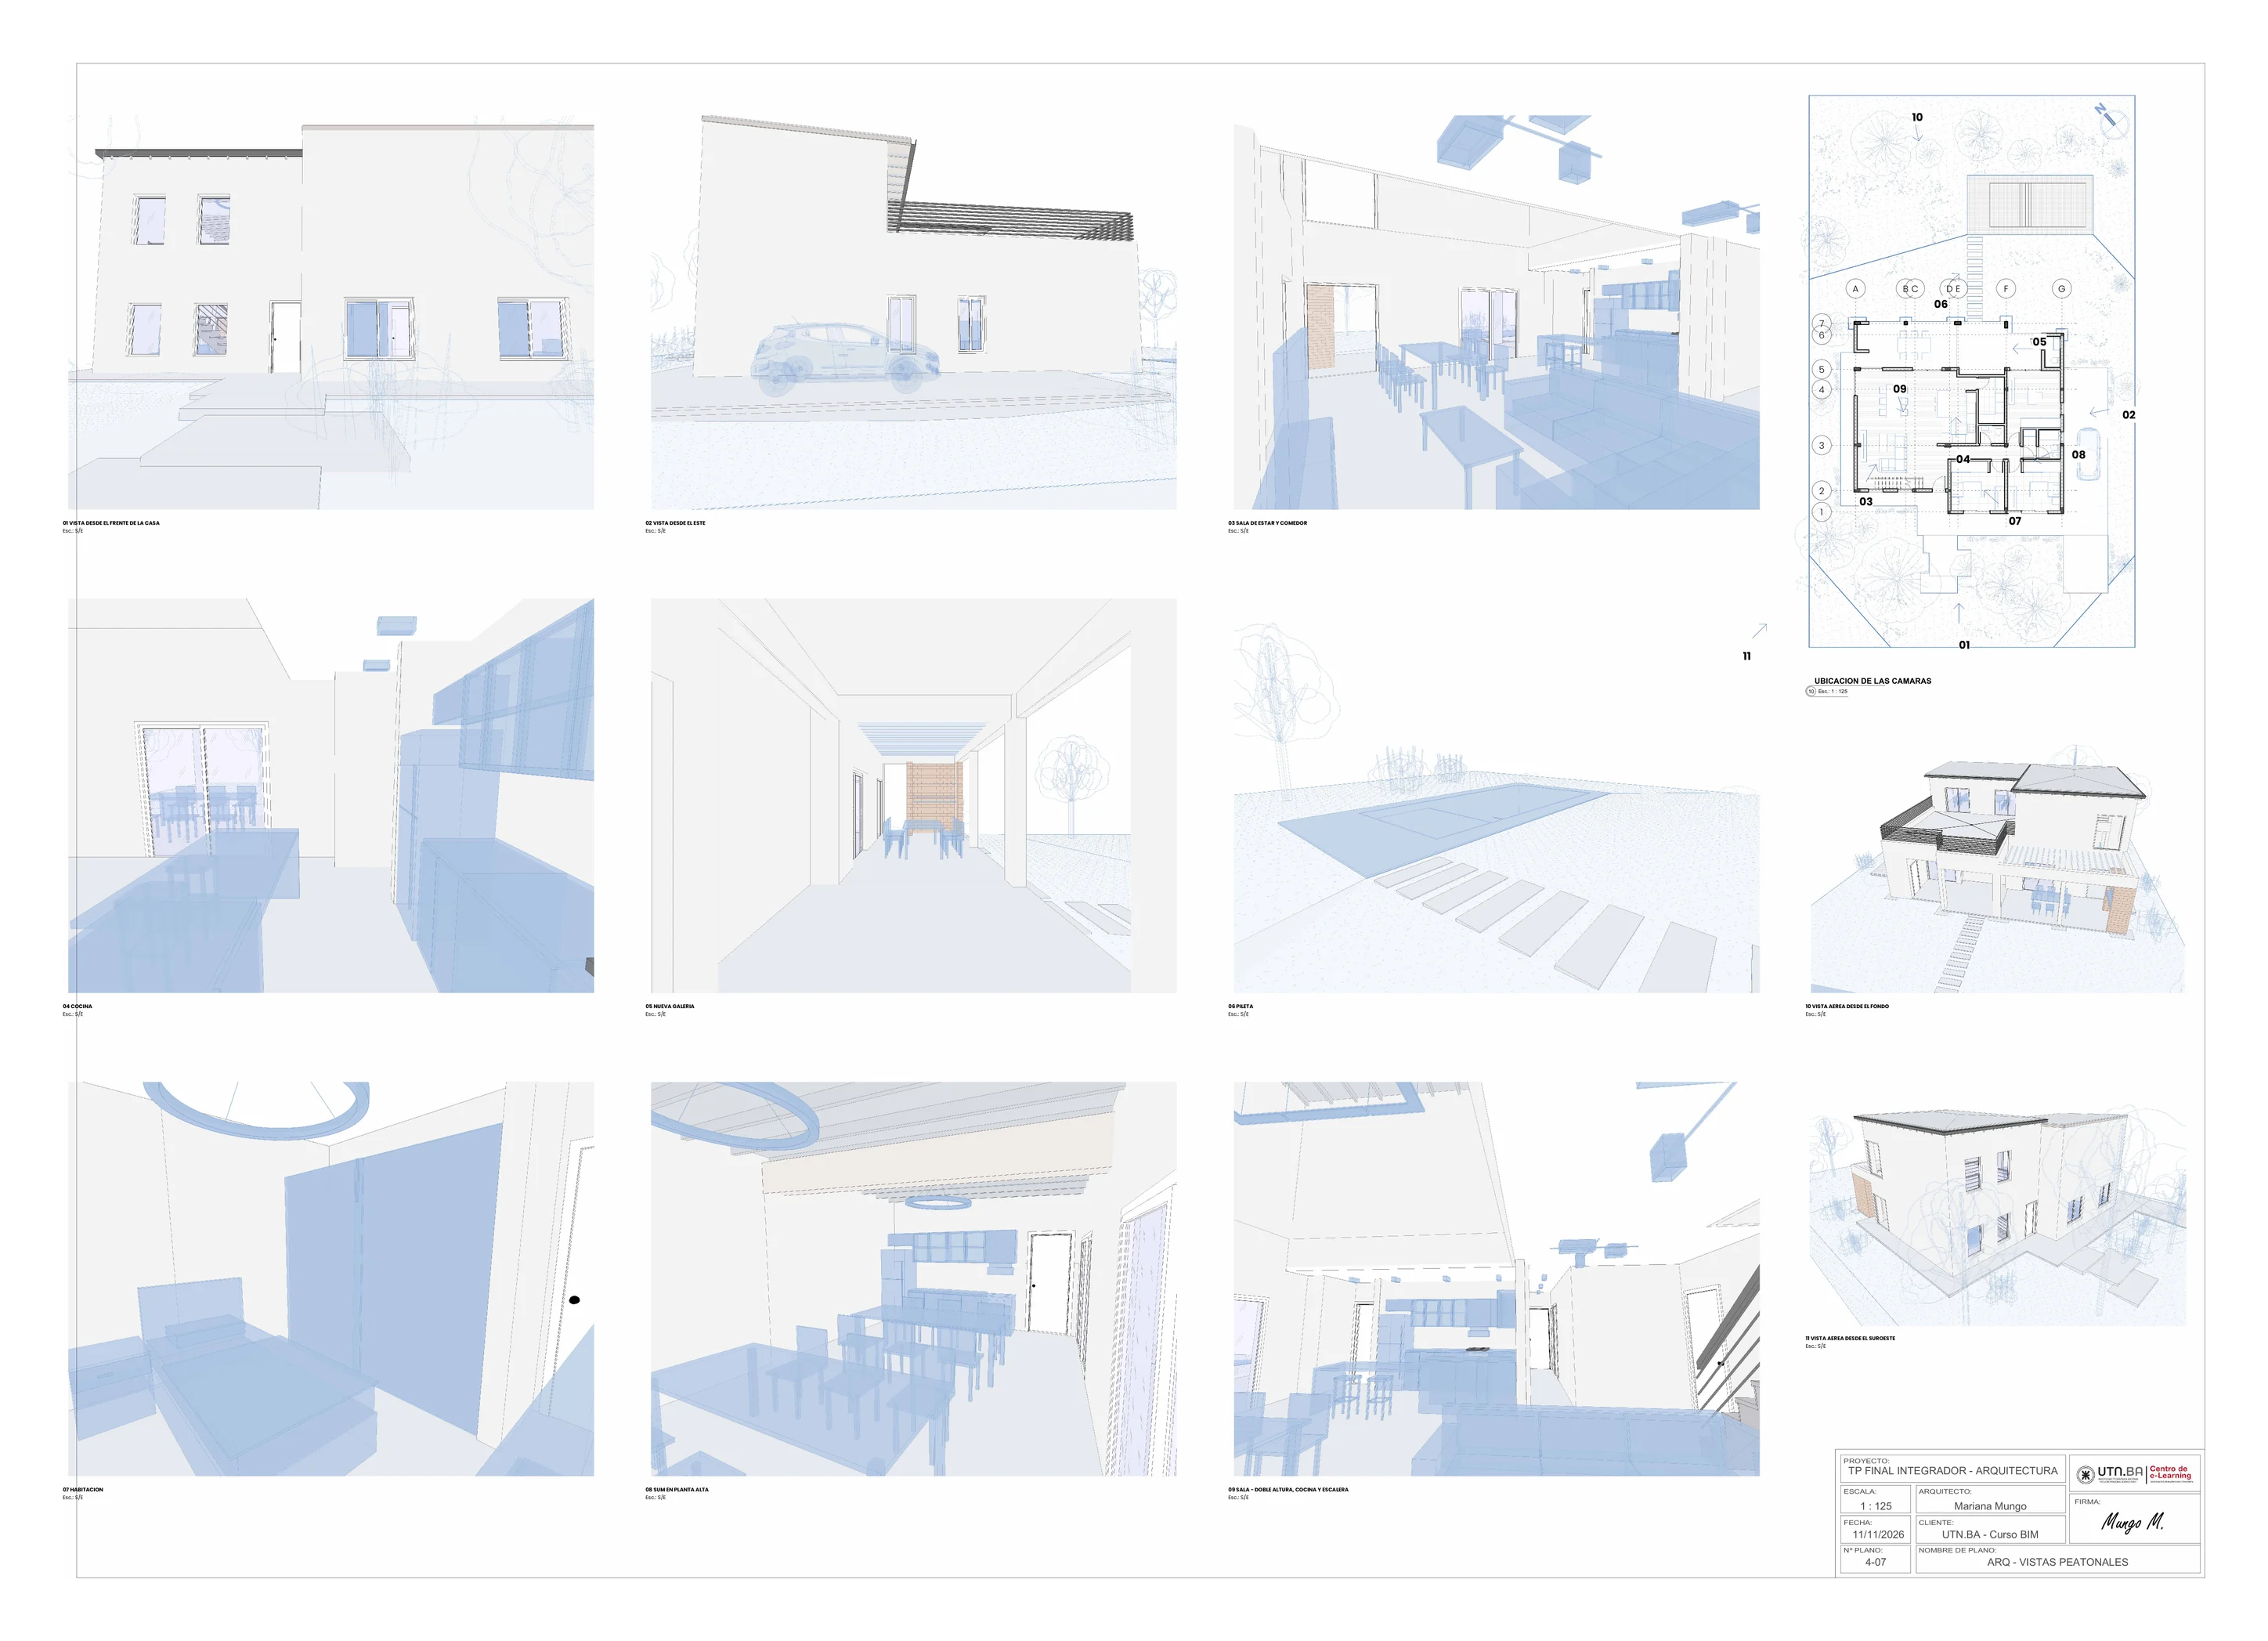 01 VISTA DESDE EL FRENTE DE LA CASA
Esc.: S/E
02 VISTA DESDE EL ESTE
Esc.: S/E
03 SALA DE ESTAR Y COMEDOR
Esc.: S/E
10
N
A
B
C
D
E
F
G
06
7
6
05
5
4
09
02
3
04
08
2
03
1
07
01
11
UBICACION DE LAS CAMARAS
10 Esc.: 1 : 125
04 COCINA
Esc.: S/E
05 NUEVA GALERIA
Esc.: S/E
06 PILETA
Esc.: S/E
10 VISTA AEREA DESDE EL FONDO
Esc.: S/E
11 VISTA AEREA DESDE EL SUROESTE
Esc.: S/E
07 HABITACION
Esc.: S/E
08 SUM EN PLANTA ALTA
Esc.: S/E
09 SALA - DOBLE ALTURA, COCINA Y ESCALERA
Esc.: S/E
PROYECTO:
TP FINAL INTEGRADOR - ARQUITECTURA
UTN.BA
Centro de
e-Learning
ESCALA:
1 : 125
ARQUITECTO:
Mariana Mungo
FIRMA:
Mungo M.
FECHA:
11/11/2026
CLIENTE:
UTN.BA - Curso BIM
Nº PLANO:
4-07
NOMBRE DE PLANO:
ARQ - VISTAS PEATONALES